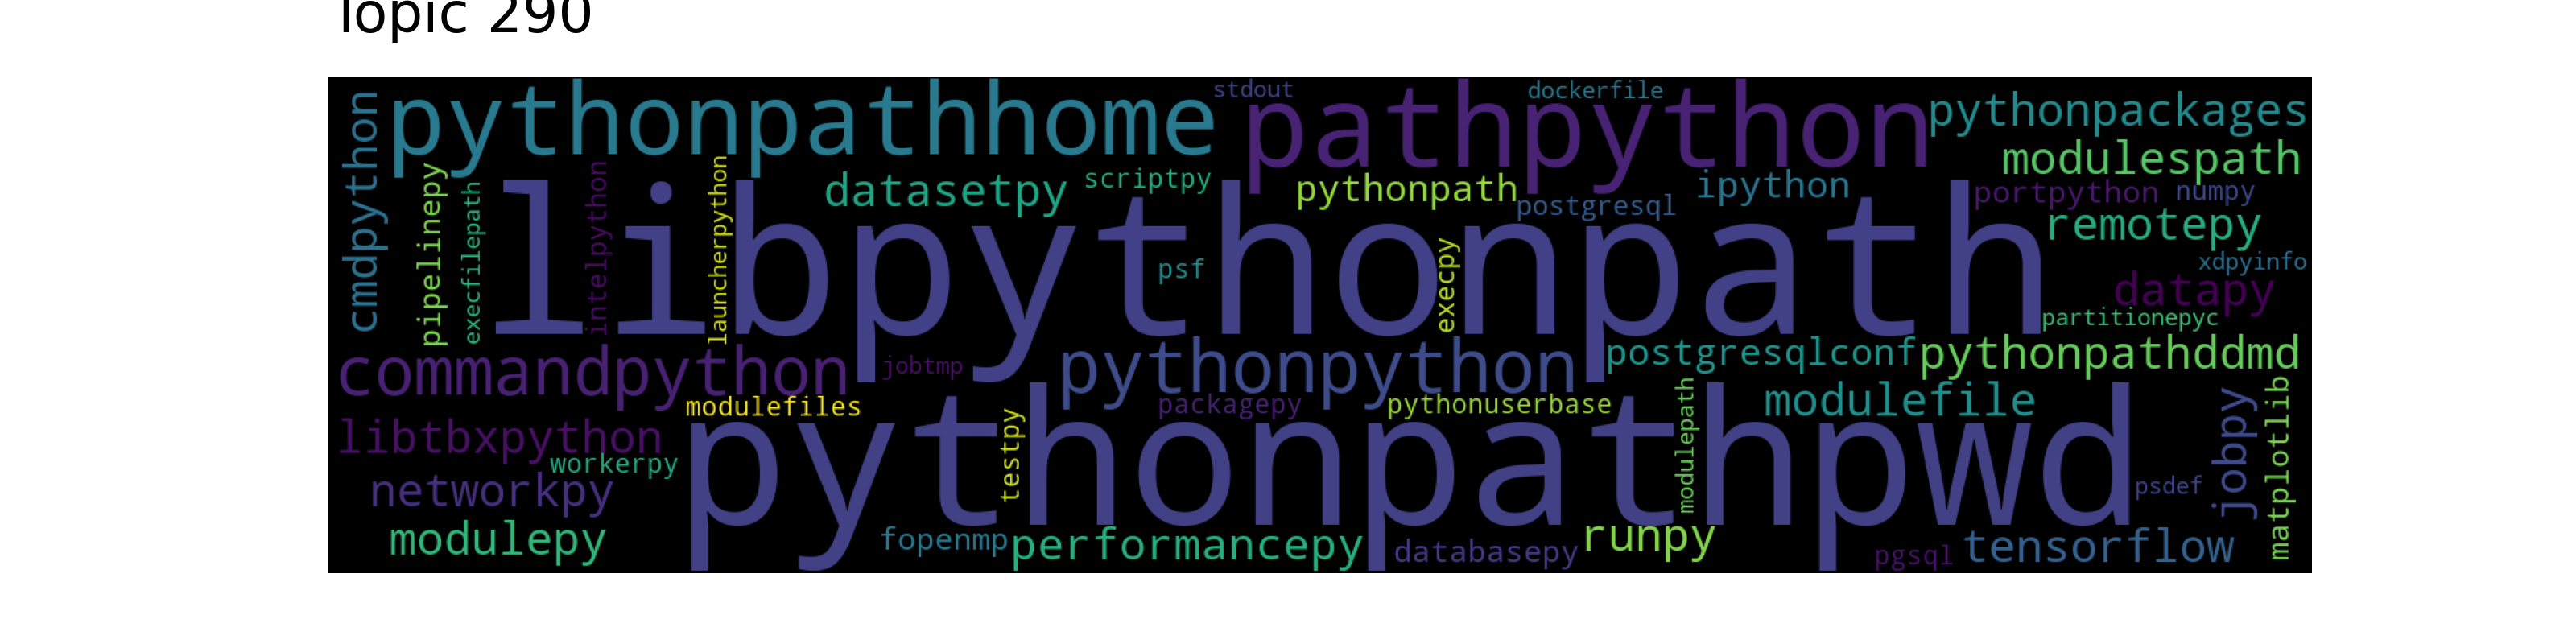 Topic 290
stdout
dockerfile
pythonpathhome
pathpython
pythonpackages
cmdpython
modulespath
pipelinepy
execfilepath
intelpython
launcherpython
datasetpy
scriptpy
pythonpath
postgresql
ipython
portpython
numpy
remotepy
libpythonpath
psf
execpy
xdpyinfo
datapy
partitionepyc
commandpython
jobtmp
pythonpython
postgresqlconf
pythonpathddmd
modulefiles
packagepy
pythonuserbase
modulepath
modulefile
jobpy
matplotlib
libtbxpython
workerpy
testpy
pythonpathpwd
networkpy
psdef
modulepy
fopenmp
performancepy
databasepy
runpy
pgsql
tensorflow